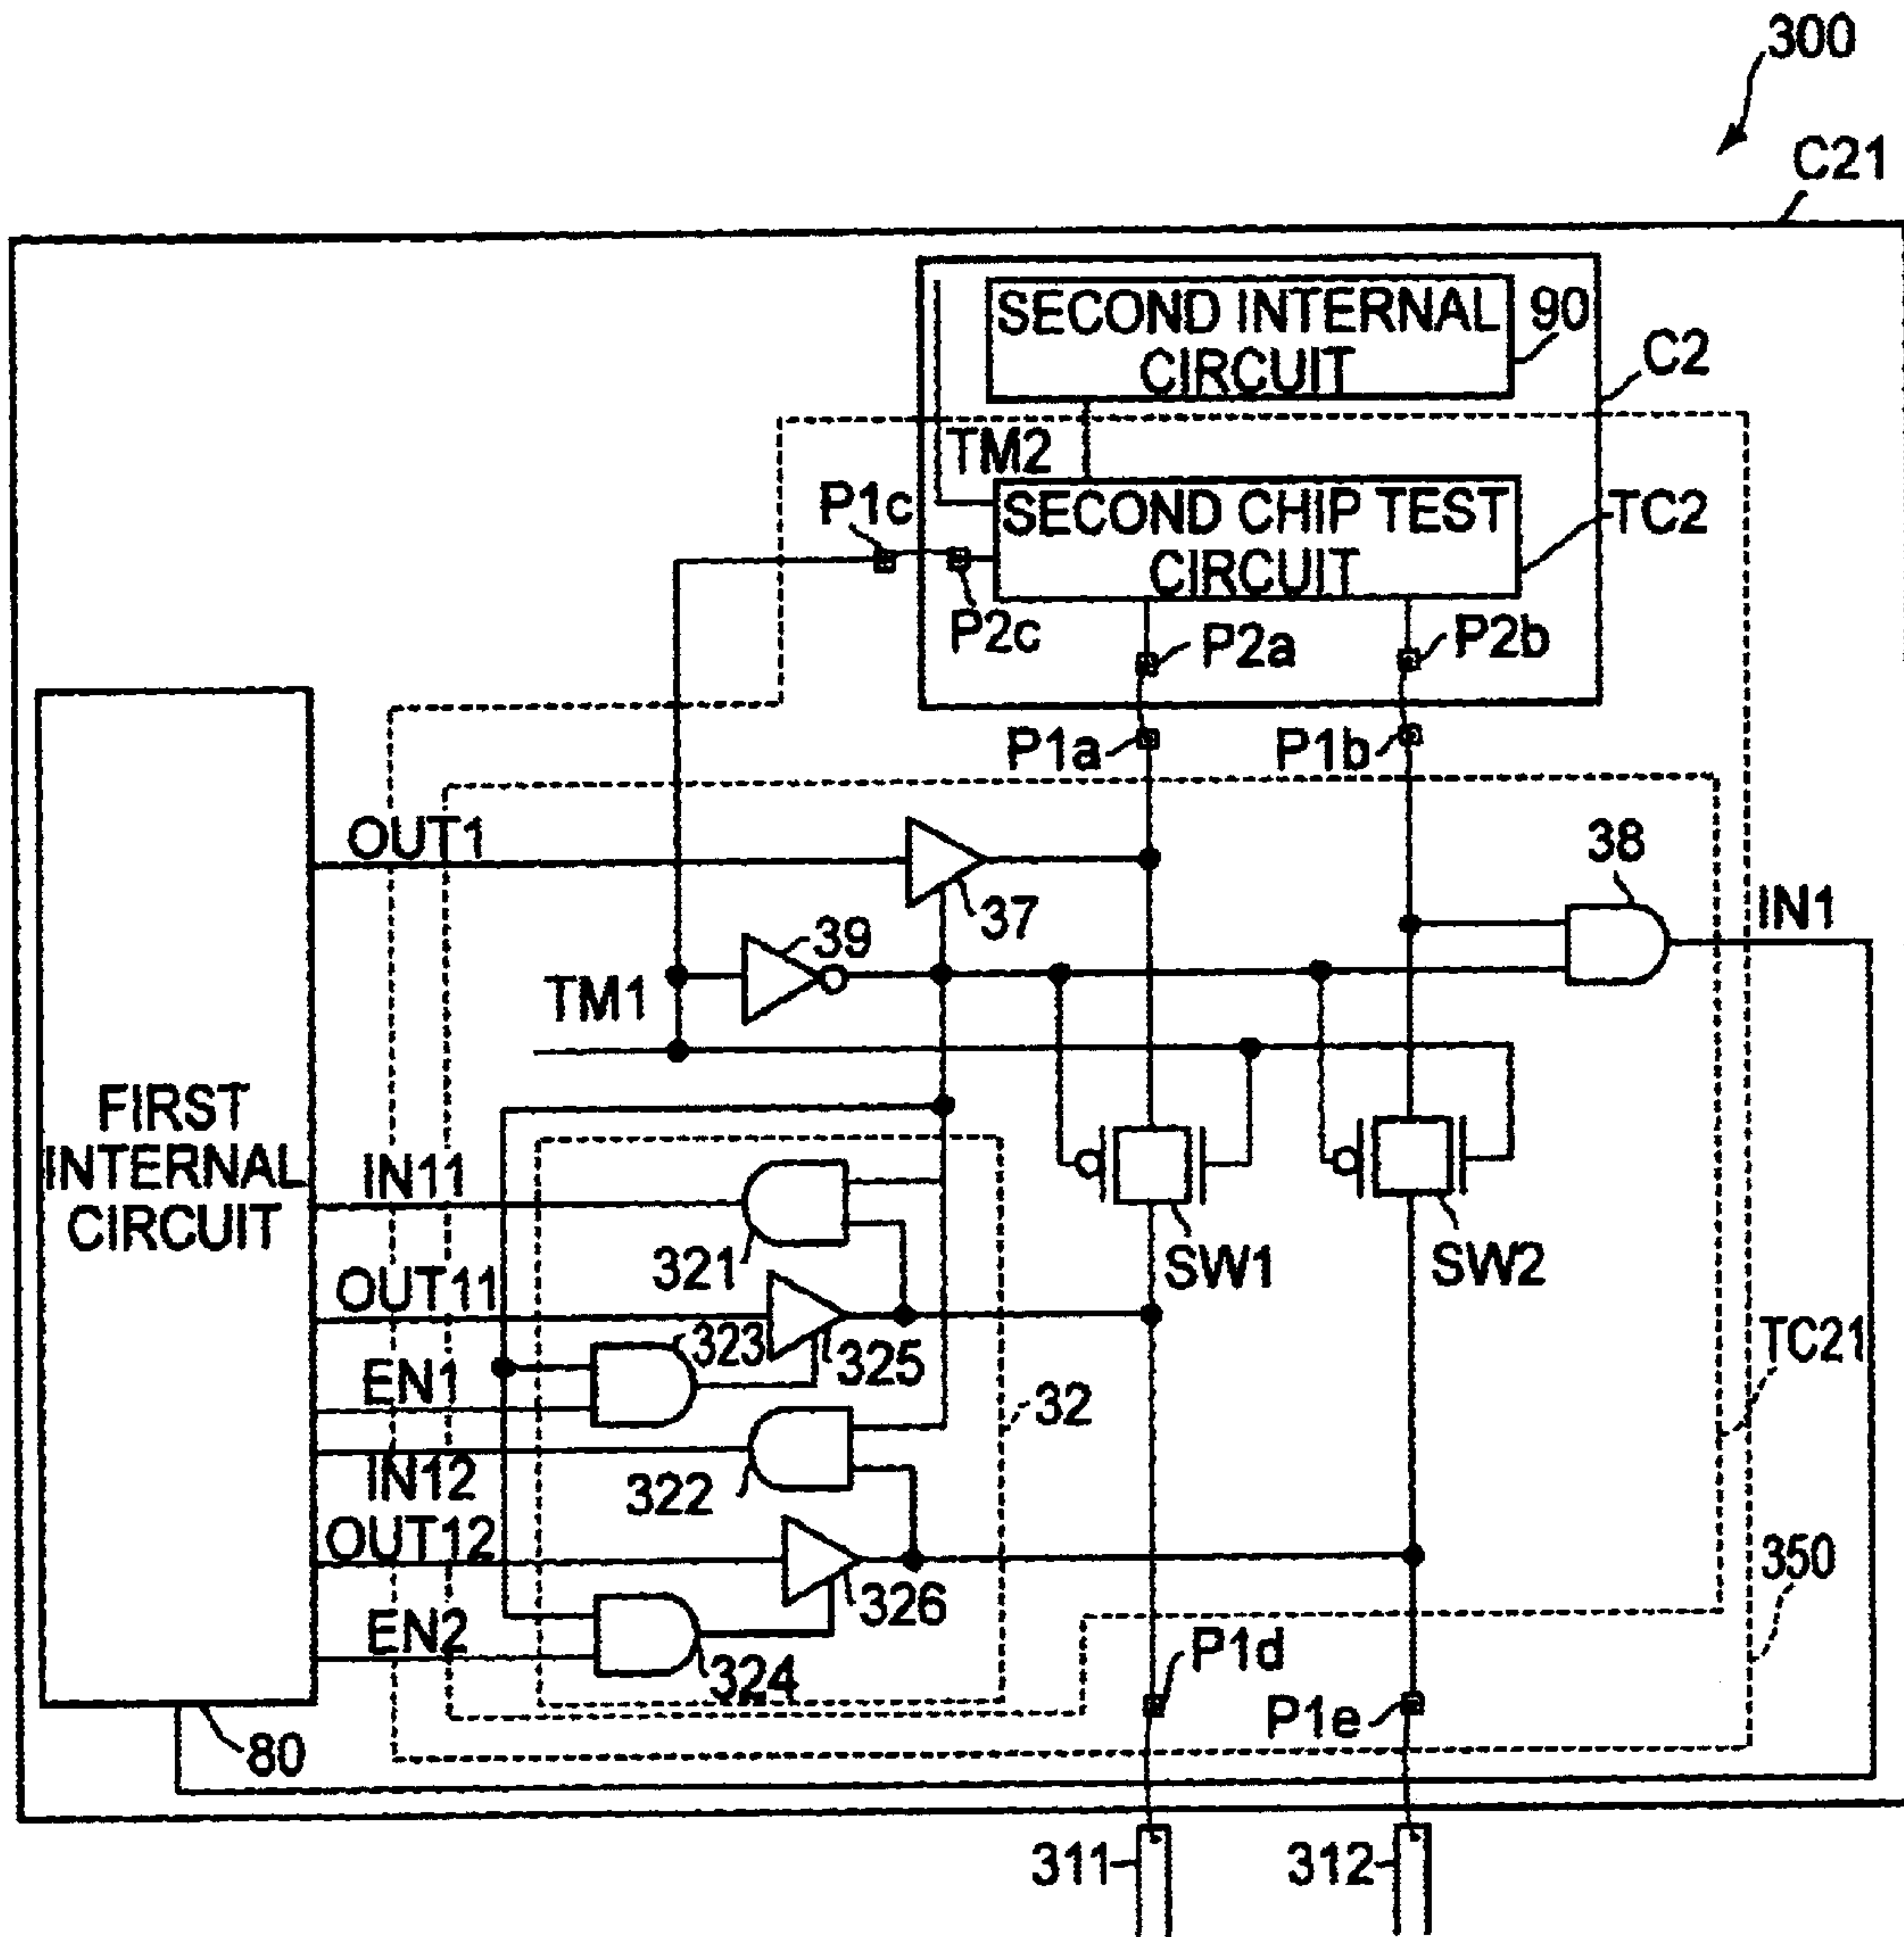 300
C21
SECOND INTERNAL
CIRCUIT
90
C2
TM2
P1c
SECOND CHIP TEST
CIRCUIT
TC2
P2c
P2a
P2b
P1a
P1b
OUT1
37
38
IN1
39
TM1
FIRST
INTERNAL
CIRCUIT
IN11
321
SW1
SW2
OUT11
323
325
TC21
EN1
32
IN12
322
OUT12
326
350
EN2
324
P1d
P1e
80
311
312